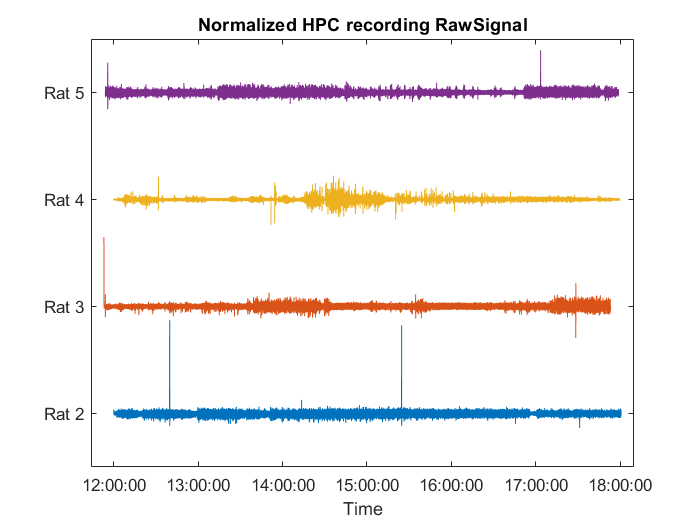 Normalized HPC recording RawSignal
Rat 5
Rat 4
Rat 3
Rat 2
12:00:00 13:00:00 14:00:00 15:00:00 16:00:00 17:00:00 18:00:00
Time